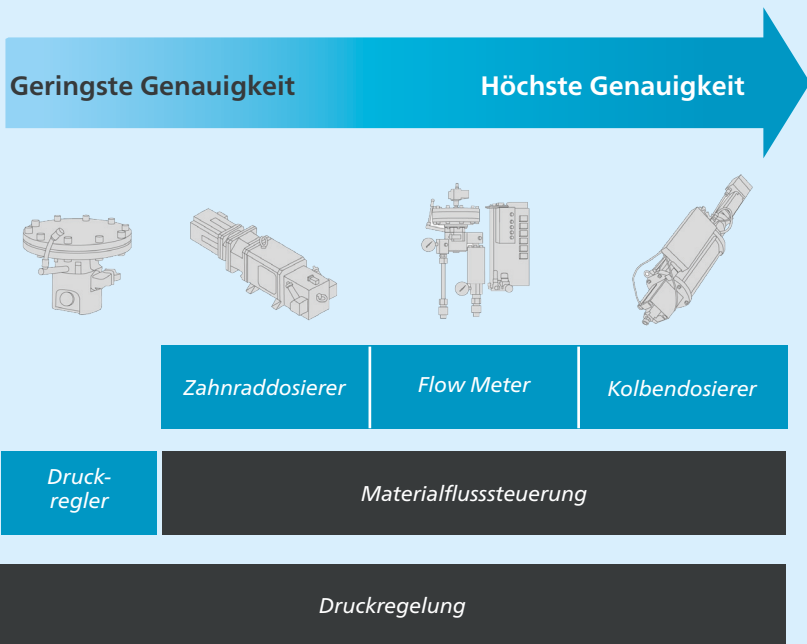 Geringste Genauigkeit
Höchste Genauigkeit
Zahnraddosierer
Flow Meter
Kolbendosierer
Druck-
regler
Materialflusssteuerung
Druckregelung